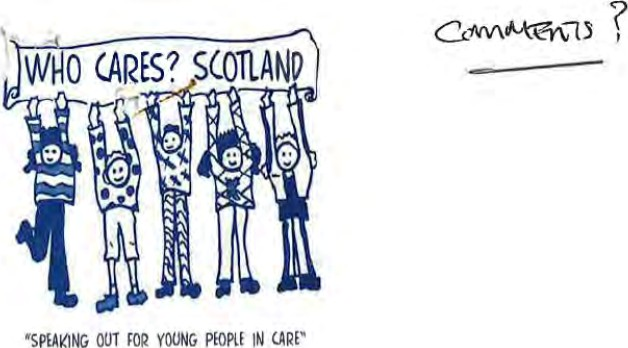 COMMENTS?
WHO CARES? SCOTLAND
"SPEAKING OUT FOR YOUNG PEOPLE IN CARE"